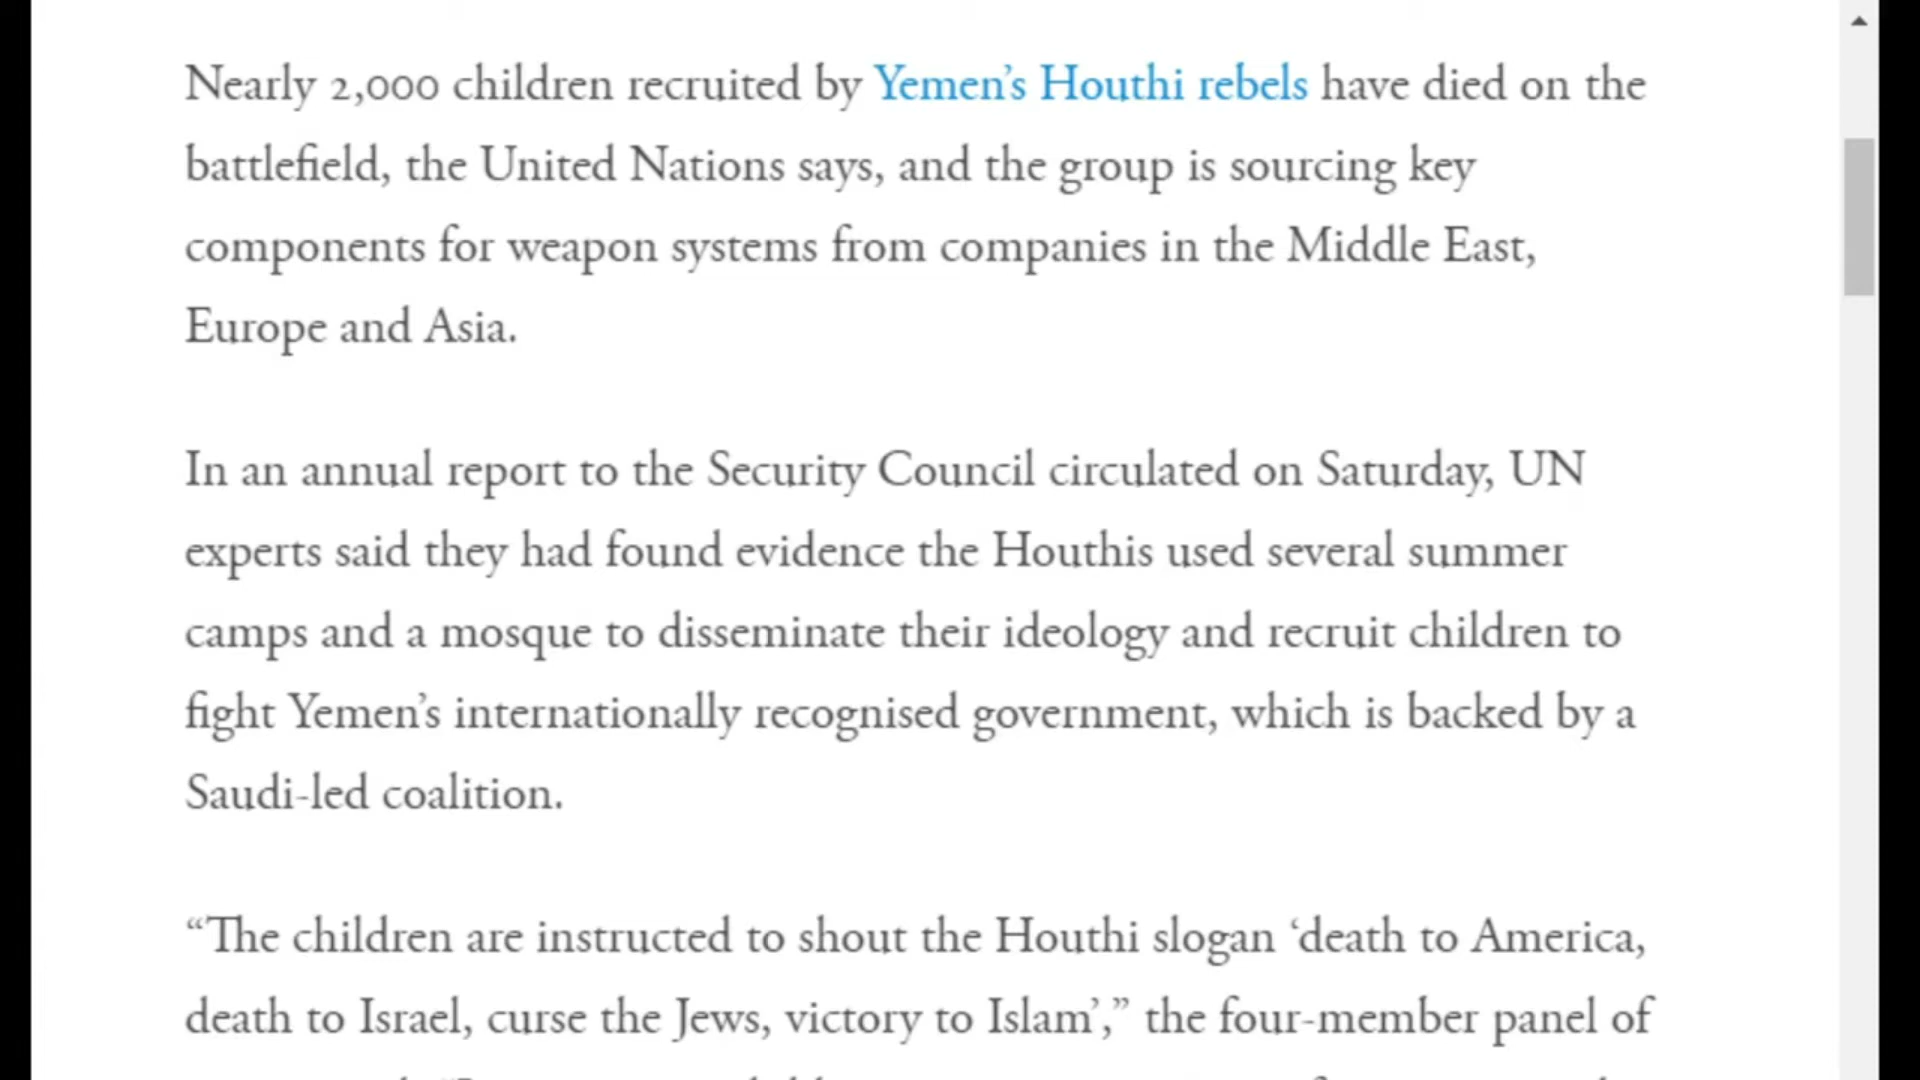 Nearly 2,000 children recruited by Yemen’s Houthi rebels have died on the
battlefield, the United Nations says, and the group is sourcing key
components for weapon systems from companies in the Middle East,
Europe and Asia.
In an annual report to the Security Council circulated on Saturday, UN
experts said they had found evidence the Houthis used several summer
camps and a mosque to disseminate their ideology and recruit children to
fight Yemen’s internationally recognised government, which is backed by a
Saudi-led coalition.
“The children are instructed to shout the Houthi slogan ‘death to America,
death to Israel, curse the Jews, victory to Islam’,” the four-member panel of